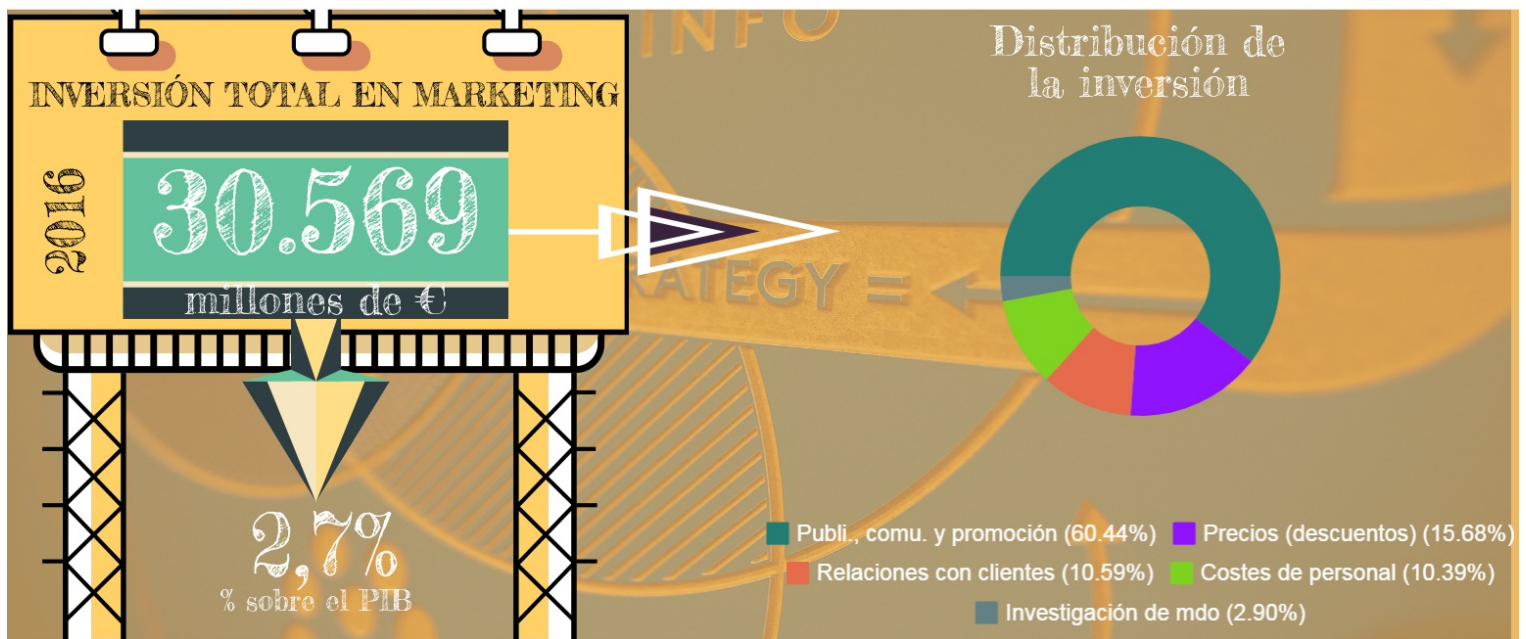 INFO
INVERSIÓN TOTAL EN MARKETING
2016
30.569
millones de €
2,7%
% sobre el PIB
STRATEGY =
Distribución de
la inversión
Publi., comu. y promoción (60.44%) Precios (descuentos) (15.68%)
Relaciones con clientes (10.59%) Costes de personal (10.39%)
Investigación de mdo (2.90%)